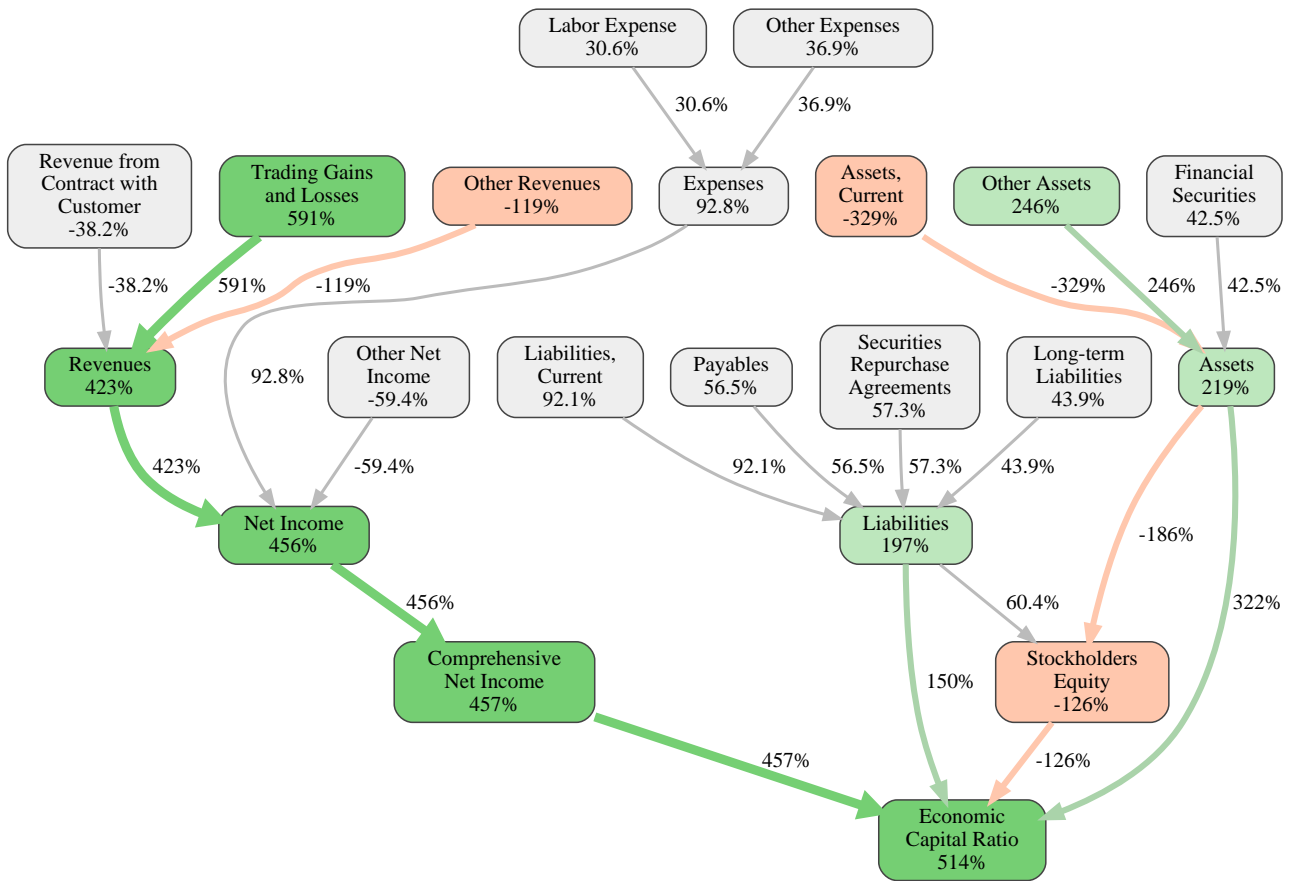 Labor Expense
30.6%
Other Expenses
36.9%
30.6%
36.9%
Revenue from
Contract with
Customer
-38.2%
Trading Gains
and Losses
591%
Other Revenues
-119%
Expenses
92.8%
Assets,
Current
-329%
Other Assets
246%
Financial
Securities
42.5%
-38.2%
591%
-119%
-329%
246%
42.5%
Revenues
423%
92.8%
Other Net
Income
-59.4%
Liabilities,
Current
92.1%
Payables
56.5%
Securities
Repurchase
Agreements
57.3%
Long-term
Liabilities
43.9%
Assets
219%
423%
-59.4%
92.1%
56.5%
57.3%
43.9%
Net Income
456%
Liabilities
197%
-186%
456%
60.4%
322%
Comprehensive
Net Income
457%
150%
Stockholders
Equity
-126%
457%
-126%
Economic
Capital Ratio
514%